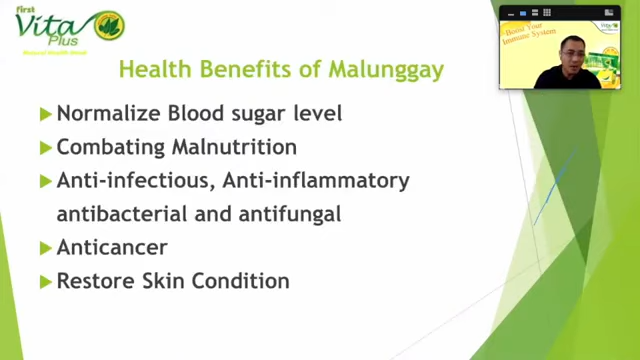 First
Vita
Plus
Natural Health Drink
Boost Your
Immune System
Health Benefits of Malunggay
Normalize Blood sugar level
Combating Malnutrition
Anti-infectious, Anti-inflammatory
antibacterial and antifungal
Anticancer
Restore Skin Condition